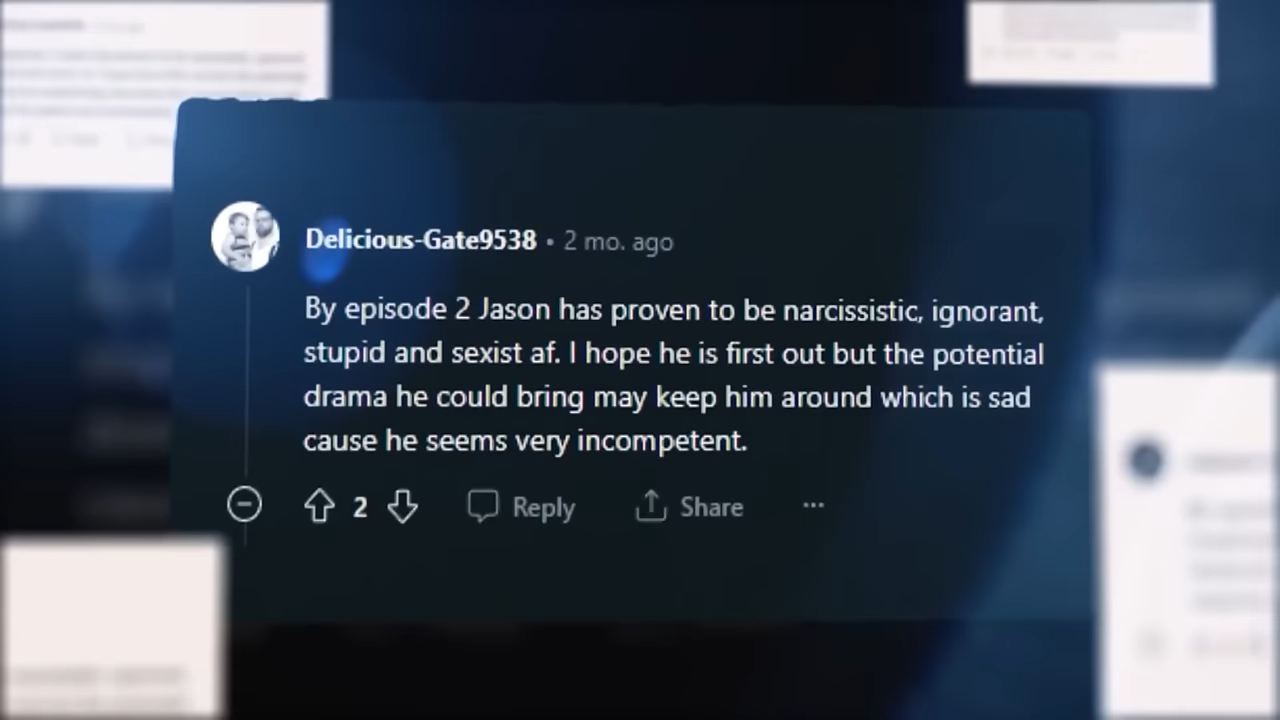 Delicious-Gate9538 • 2 mo. ago
By episode 2 Jason has proven to be narcissistic, ignorant,
stupid and sexist af. I hope he is first out but the potential
drama he could bring may keep him around which is sad
cause he seems very incompetent.
2 Reply Share ...